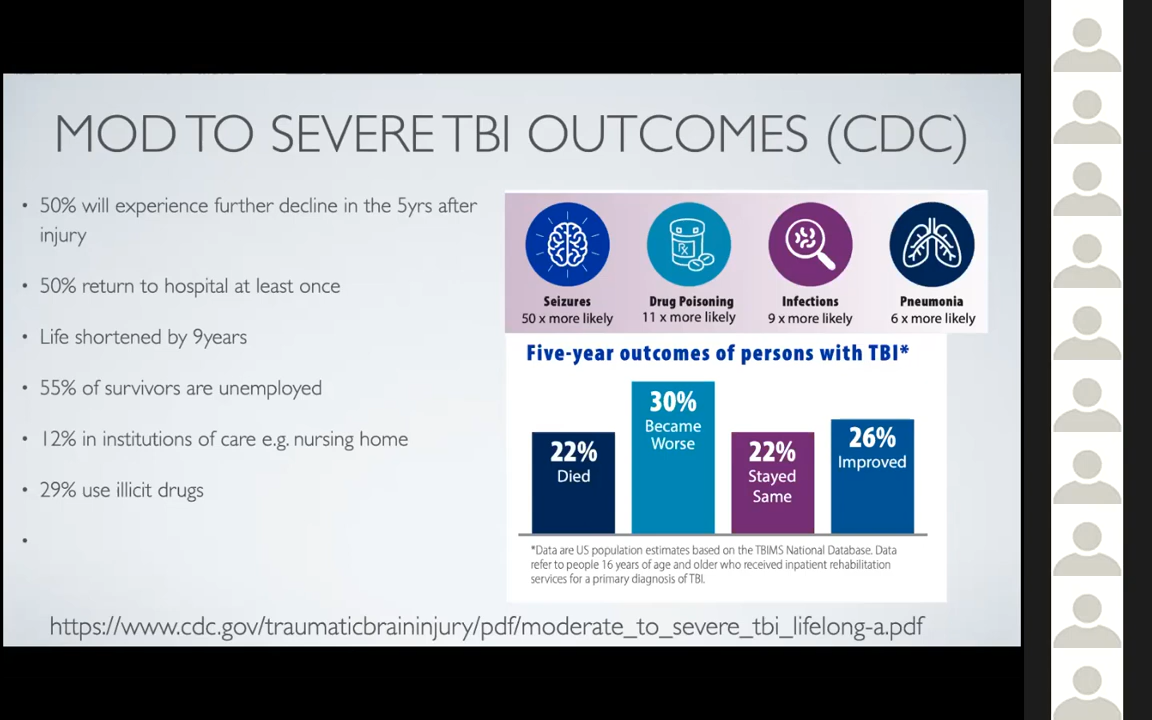 MOD TO SEVERE TBI OUTCOMES (CDC)
• 50% will experience further decline in the 5yrs after
injury
• 50% return to hospital at least once
• Life shortened by 9years
• 55% of survivors are unemployed
• 12% in institutions of care e.g. nursing home
• 29% use illicit drugs
•
Rx
Seizures
50 x more likely
Drug Poisoning
11 x more likely
Infections
9 x more likely
Pneumonia
6 x more likely
Five-year outcomes of persons with TBI*
22%
Died
30%
Became
Worse
22%
Stayed
Same
26%
Improved
*Data are US population estimates based on the TBIMS National Database. Data
refer to people 16 years of age and older who received inpatient rehabilitation
services for a primary diagnosis of TBI.
https://www.cdc.gov/traumaticbraininjury/pdf/moderate_to_severe_tbi_lifelong-a.pdf